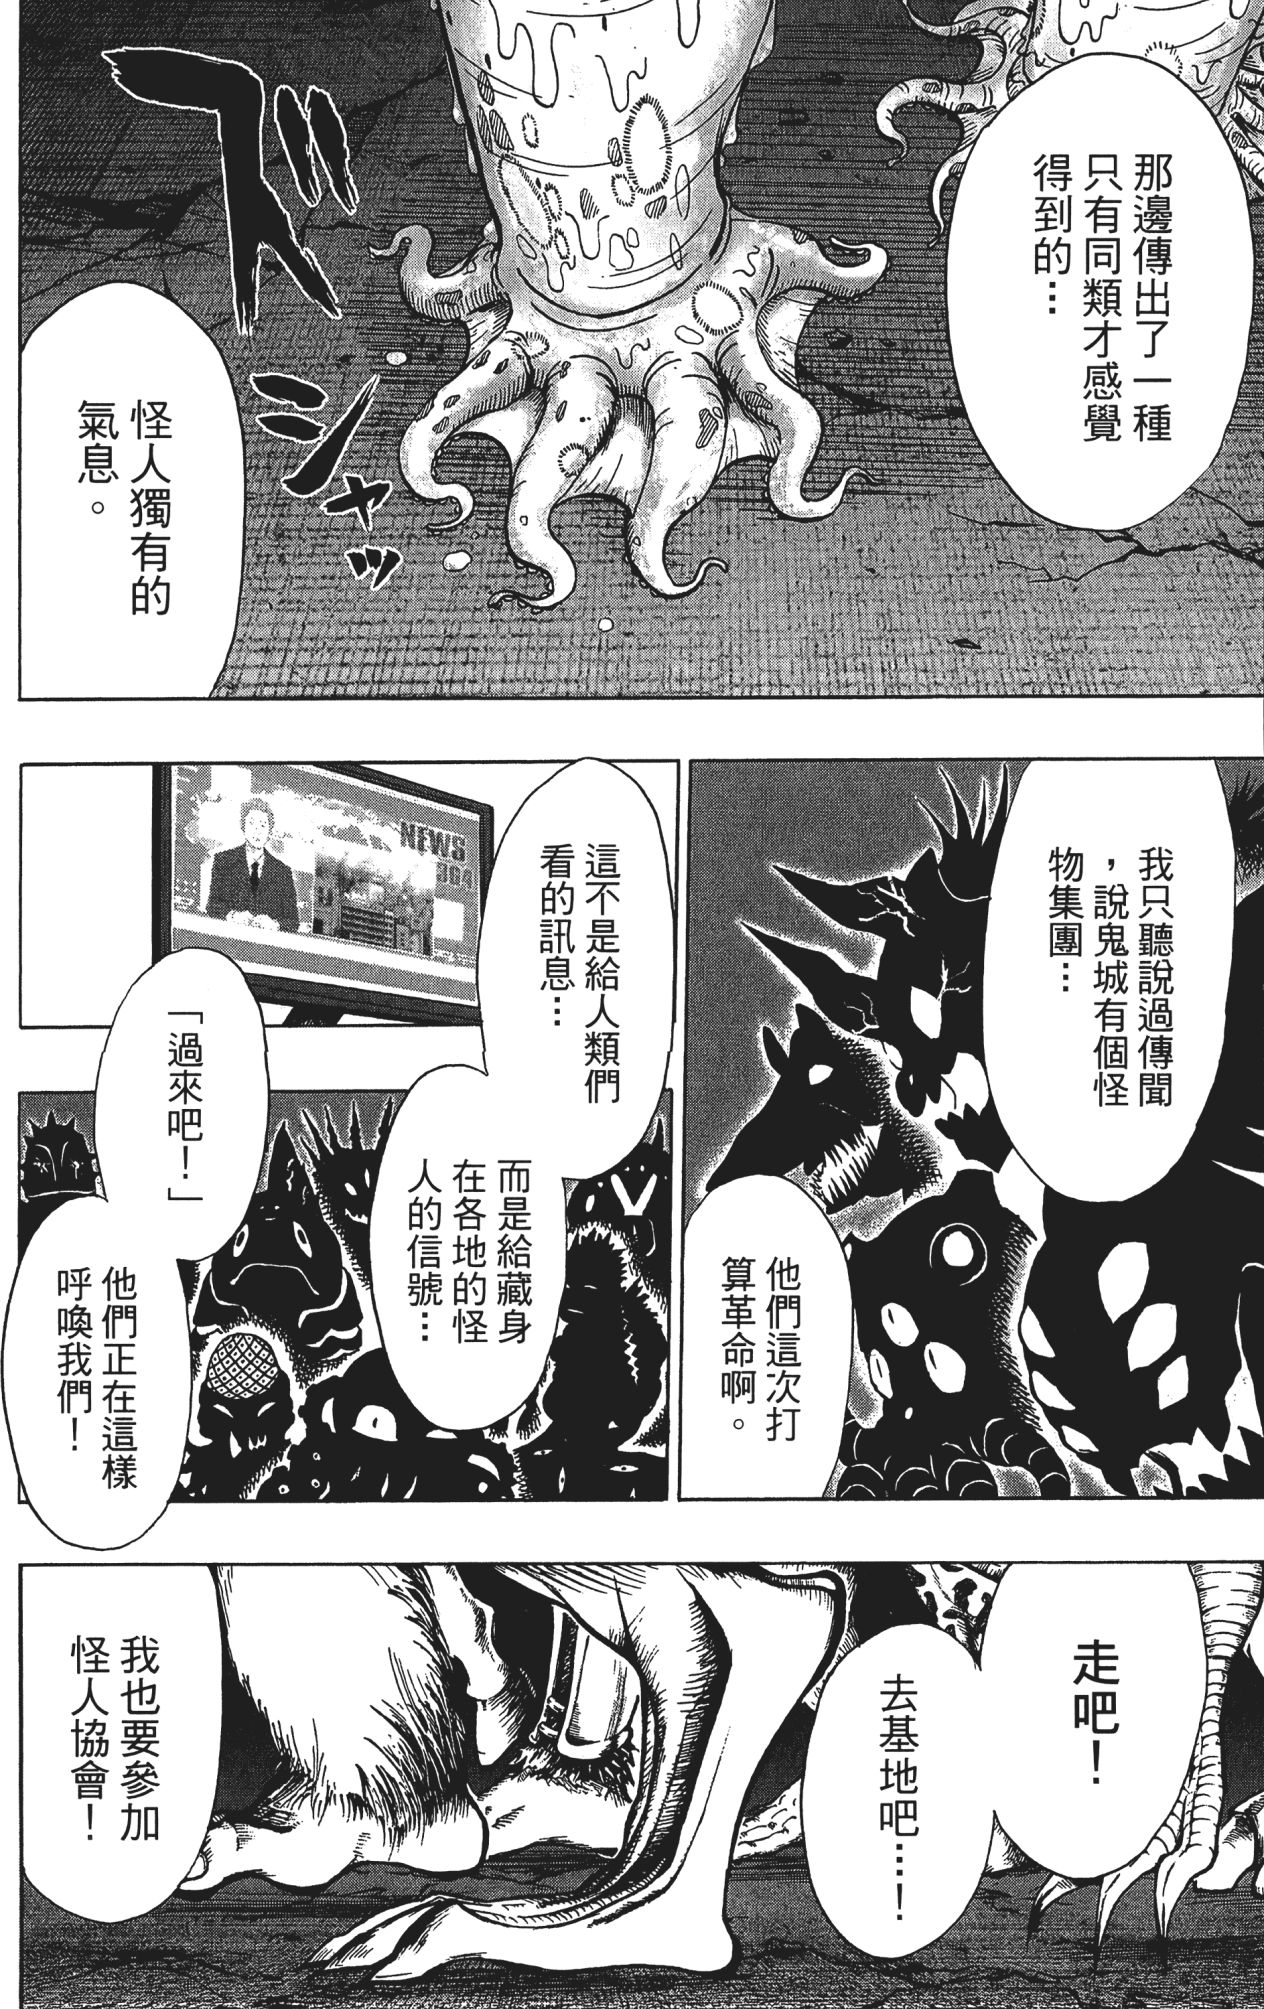 那邊傳出了一種
只有同類才感覺
得到的…
怪人獨有的
氣息。
グシャッ
我只聽說過傳聞
，說鬼城有個怪
物集團…
他們這次打
算革命啊。
NEWS
364
這不是給人類們
看的訊息…
而是給藏身
在各地的怪
人的信號…
「過來吧！」
他們正在這樣
呼喚我們！
走吧！
去基地吧…！
我也要參加
怪人協會！